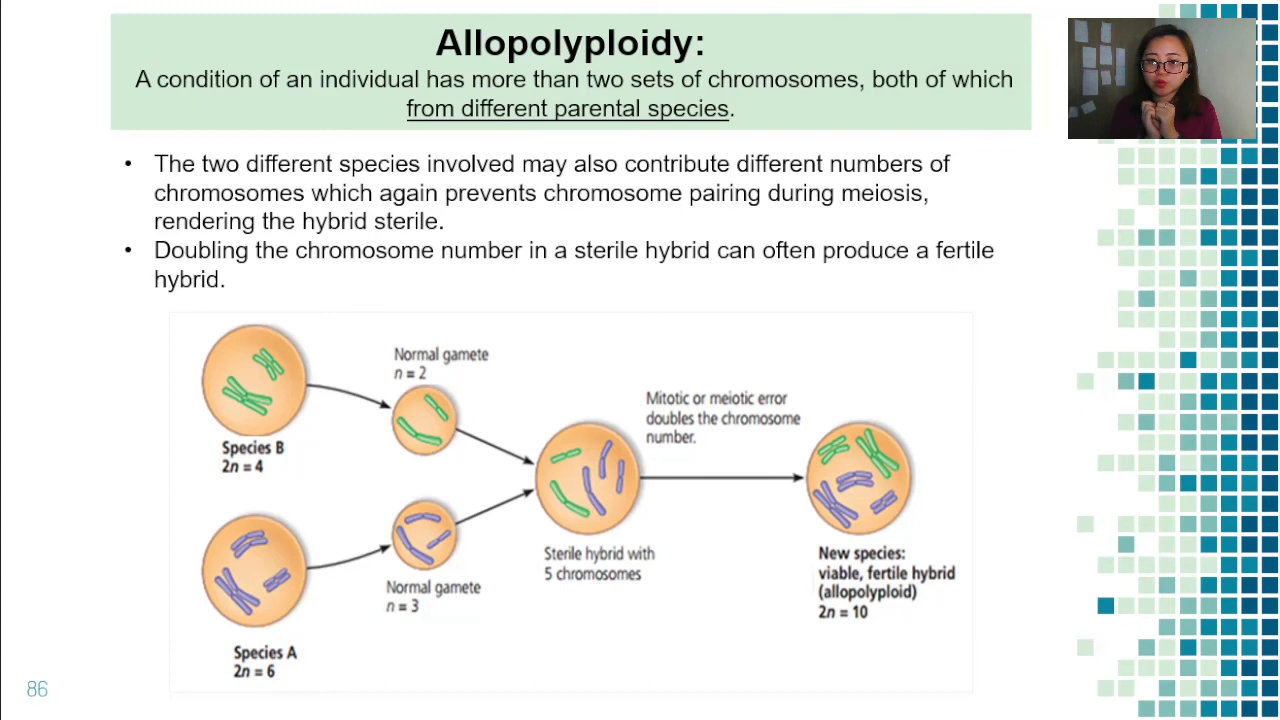 Allopolyploidy:
A condition of an individual has more than two sets of chromosomes, both of which
from different parental species.
• The two different species involved may also contribute different numbers of
chromosomes which again prevents chromosome pairing during meiosis,
rendering the hybrid sterile.
• Doubling the chromosome number in a sterile hybrid can often produce a fertile
hybrid.
Normal gamete
n = 2
Species B
2n = 4
Mitotic or meiotic error
doubles the chromosome
number.
Sterile hybrid with
5 chromosomes
New species:
viable, fertile hybrid
(allopolyploid)
2n = 10
Normal gamete
n = 3
Species A
2n = 6
86